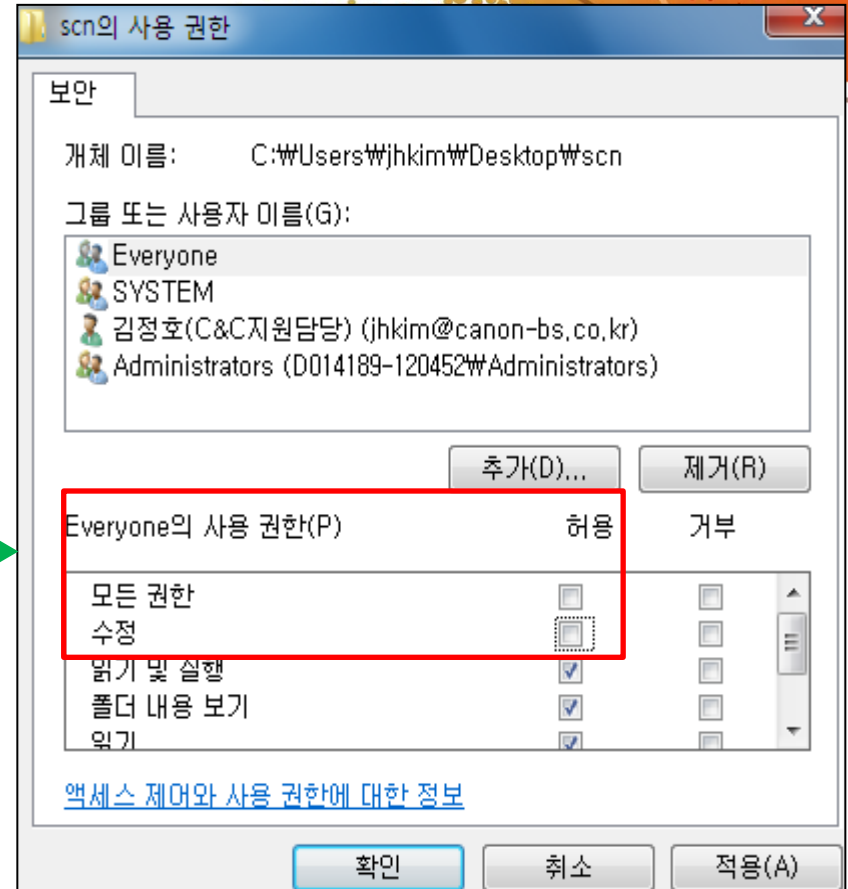 scn의 사용 권한
보안
개체 이름: C:₩Users₩jhkim₩Desktop₩scn
그룹 또는 사용자 이름(G):
Everyone
SYSTEM
김정호(C&C지원담당) (jhkim@canon-bs.co.kr)
Administrators (D014189-120452₩Administrators)
추가(D)... 제거(R)
Everyone의 사용 권한(P) 허용 거부
모든 권한
수정
읽기 및 실행
폴더 내용 보기
읽기
액세스 제어와 사용 권한에 대한 정보
확인 취소 적용(A)